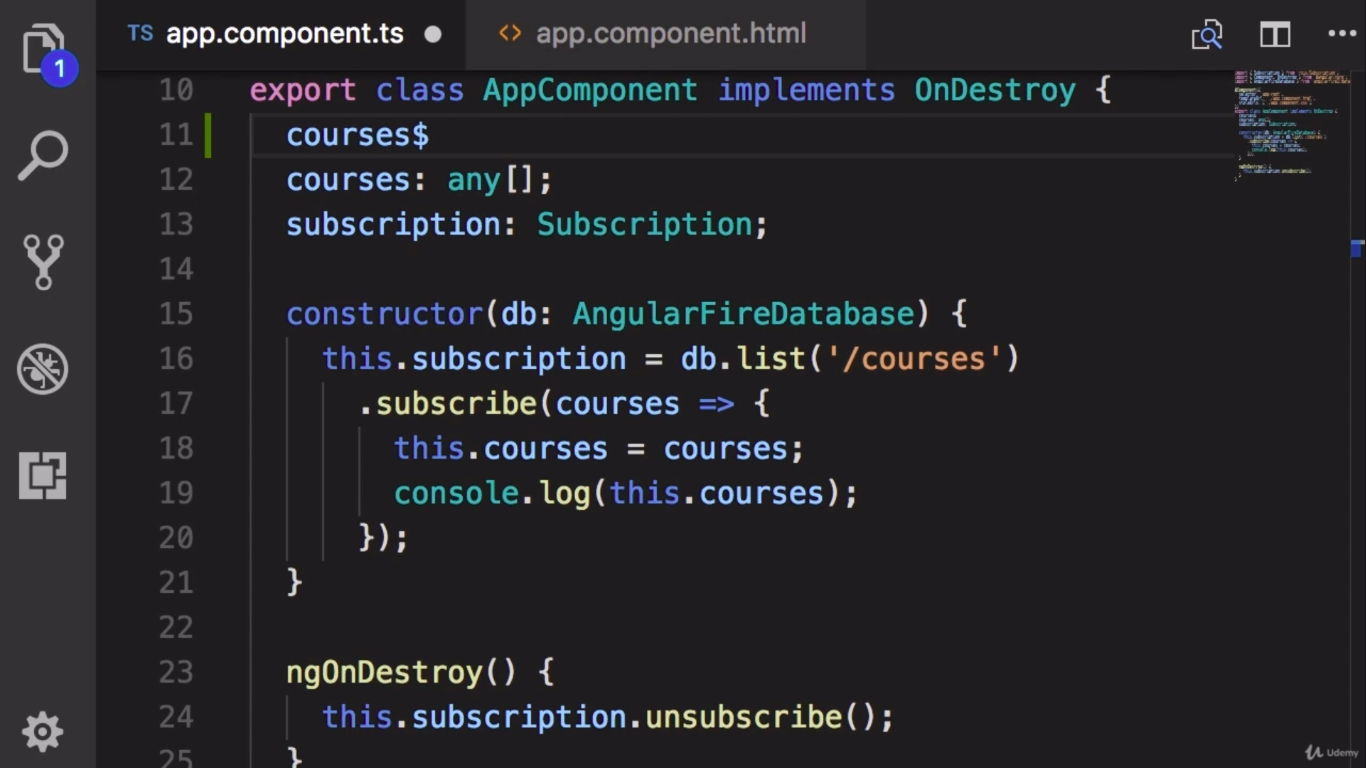 TS app.component.ts
<> app.component.html
1
10 export class AppComponent implements OnDestroy {
11 courses$
12 courses: any[];
13 subscription: Subscription;
14
15 constructor(db: AngularFireDatabase) {
16 this.subscription = db.list('/courses')
17 .subscribe(courses => {
18 this.courses = courses;
19 console.log(this.courses);
20 });
21 }
22
23 ngOnDestroy() {
24 this.subscription.unsubscribe();
25 }
Udemy